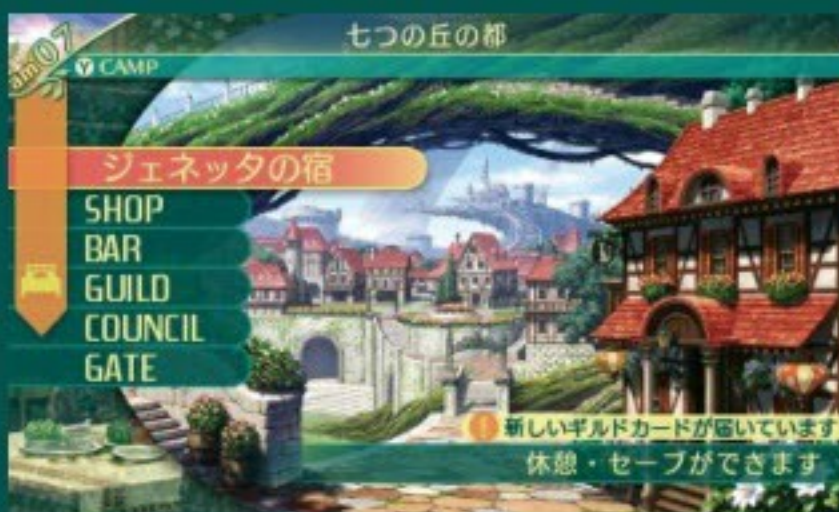 七つの丘の都
am07
Y CAMP
ジェネッタの宿
SHOP
BAR
GUILD
COUNCIL
GATE
! 新しいギルドカードが届いています
休憩・セーブができます